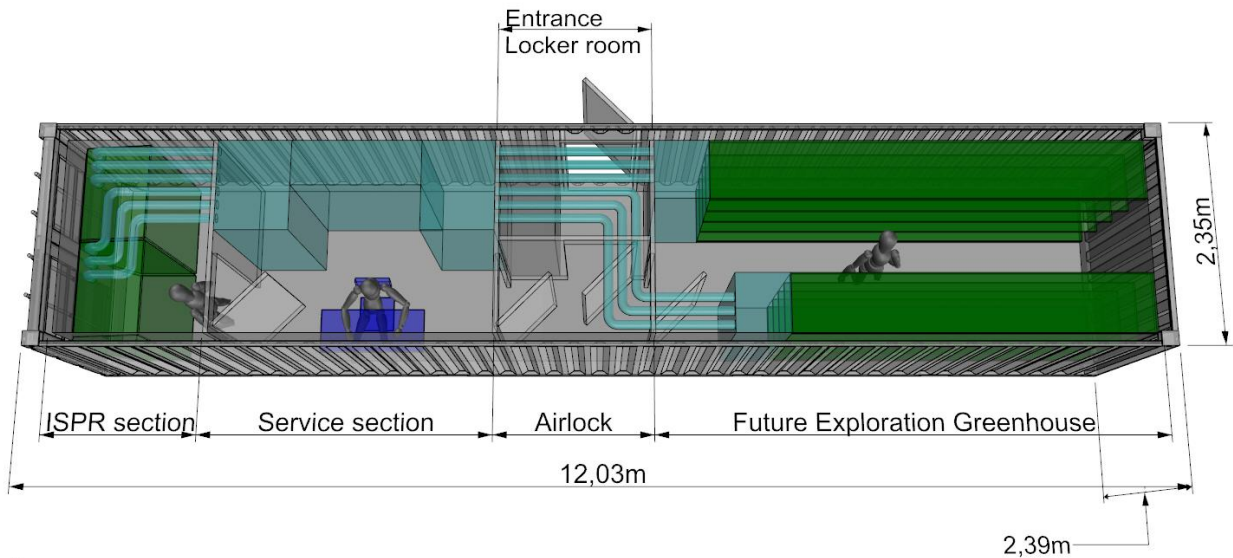 Entrance
Locker room
2,35m
ISPR section
Service section
Airlock
Future Exploration Greenhouse
12,03m
2,39m